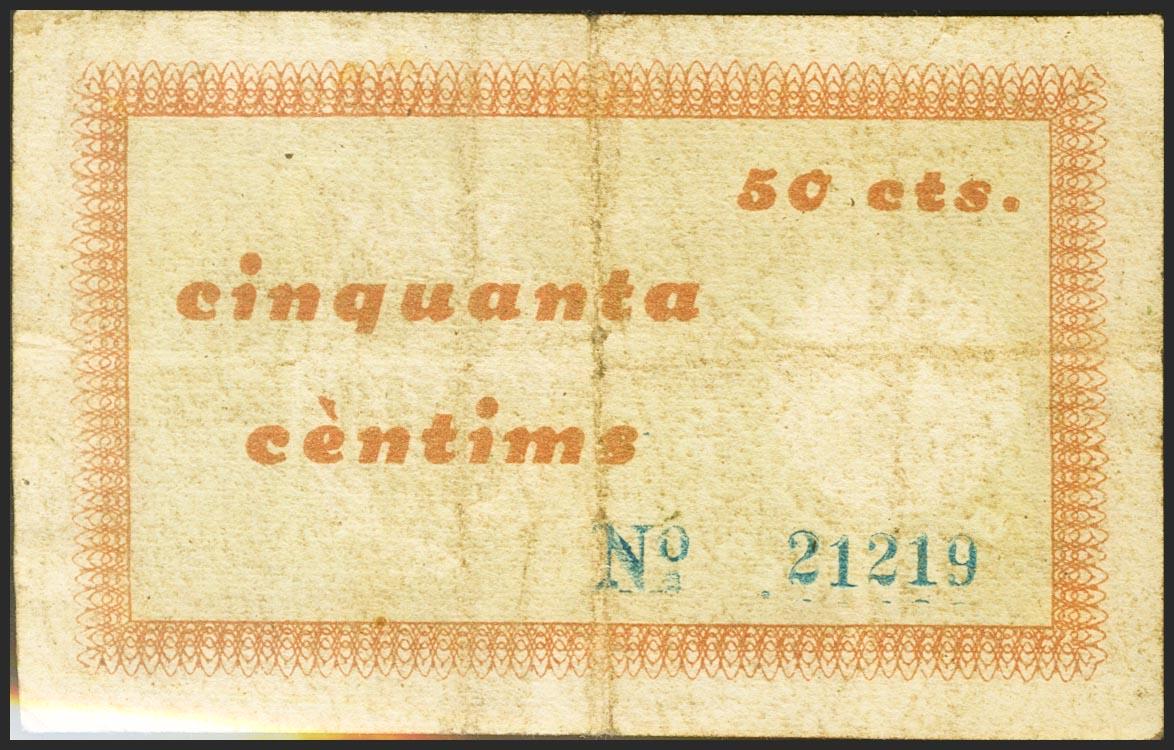 50 cts.
cinquanta
cèntims
Nº 21219